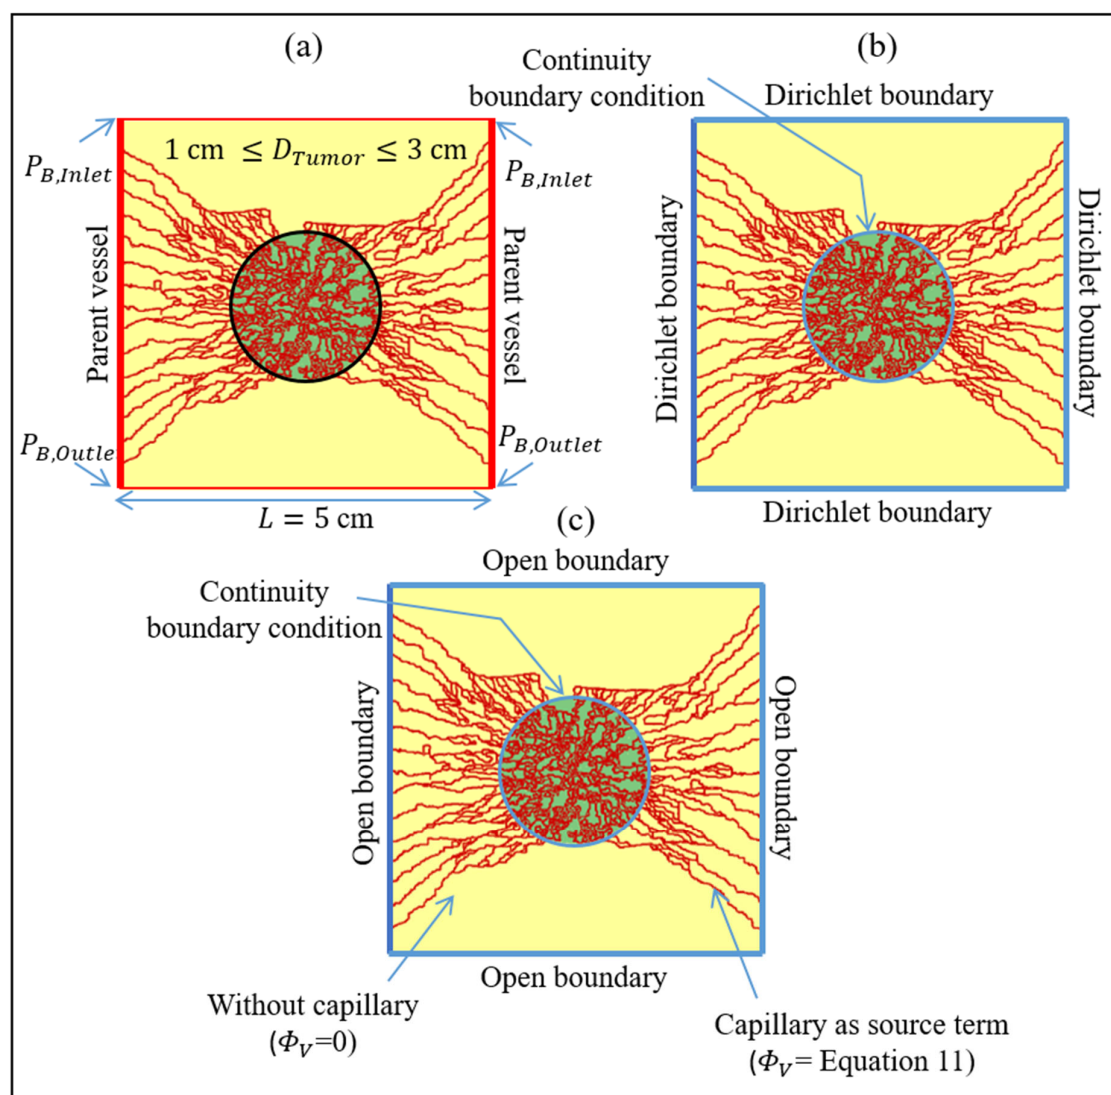 (a)
(b)
Continuity
boundary condition
Dirichlet boundary
1 cm ≤ D_Tumor ≤ 3 cm
P_B,Inlet
P_B,Inlet
Parent vessel
Parent vessel
Dirichlet boundary
Dirichlet boundary
P_B,Outle
P_B,Outlet
L = 5 cm
Dirichlet boundary
(c)
Open boundary
Continuity
boundary condition
Open boundary
Open boundary
Open boundary
Without capillary
(Φ_V=0)
Capillary as source term
(Φ_V= Equation 11)